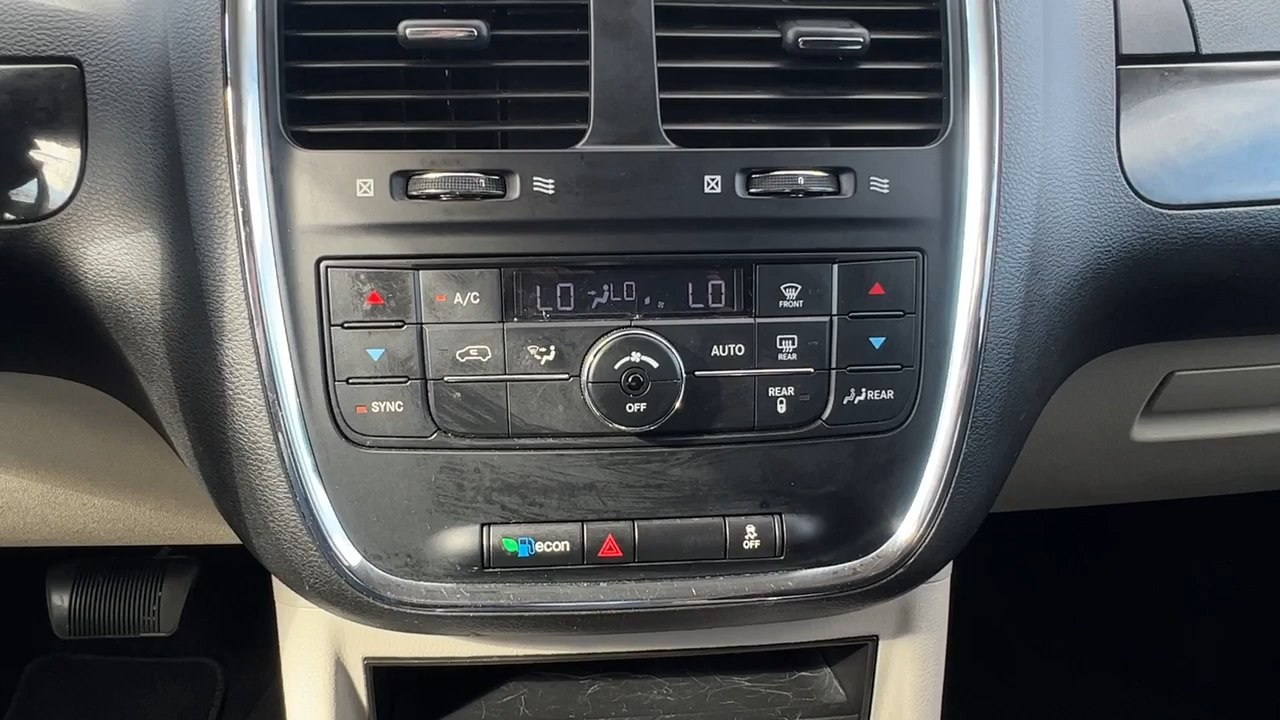 A/C
LO LO LO
FRONT
AUTO
REAR
SYNC
OFF
REAR
REAR
econ
OFF